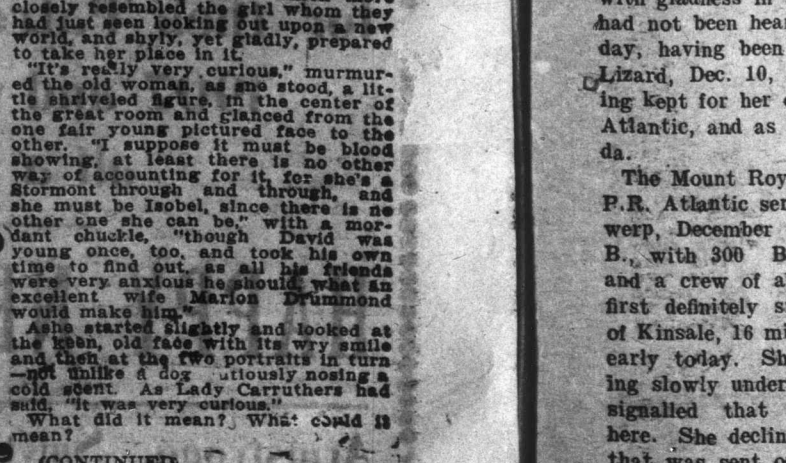 closely resembled the girl whom they
had just seen looking out upon a new
world, and shyly, yet gladly, prepared
to take her place in it.
"It's really very curious," murmur-
ed the old woman, as she stood, a lit-
tle shriveled figure, in the center of
the great room and glanced from the
one fair young pictured face to the
other. "I suppose it must be blood
showing, at least there is no other
way of accounting for it, for she's a
Stormont through and through, and
she must be Isobel, since there is no
other one she can be," with a mor-
dant chuckle, "though David was
young once, too, and took his own
time to find out, as all his friends
were very anxious he should, what an
excellent wife Marion Drummond
would make him."
Ashe started slightly and looked at
the keen, old face with its wry smile
and then at the two portraits in turn
—not unlike a dog utiously nosing a
cold scent. As Lady Carruthers had
said, "it was very curious."
What did it mean? What could it
mean?
(CONTINUED
with gladness in
had not been hear
day, having been
Lizard, Dec. 10,
ing kept for her
Atlantic, and as
da.
The Mount Roy
P.R. Atlantic ser
werp, December
B., with 300 B
and a crew of a
first definitely s
of Kinsale, 16 mi
early today. Sh
ing slowly under
signalled that
here. She declin
that was sent o